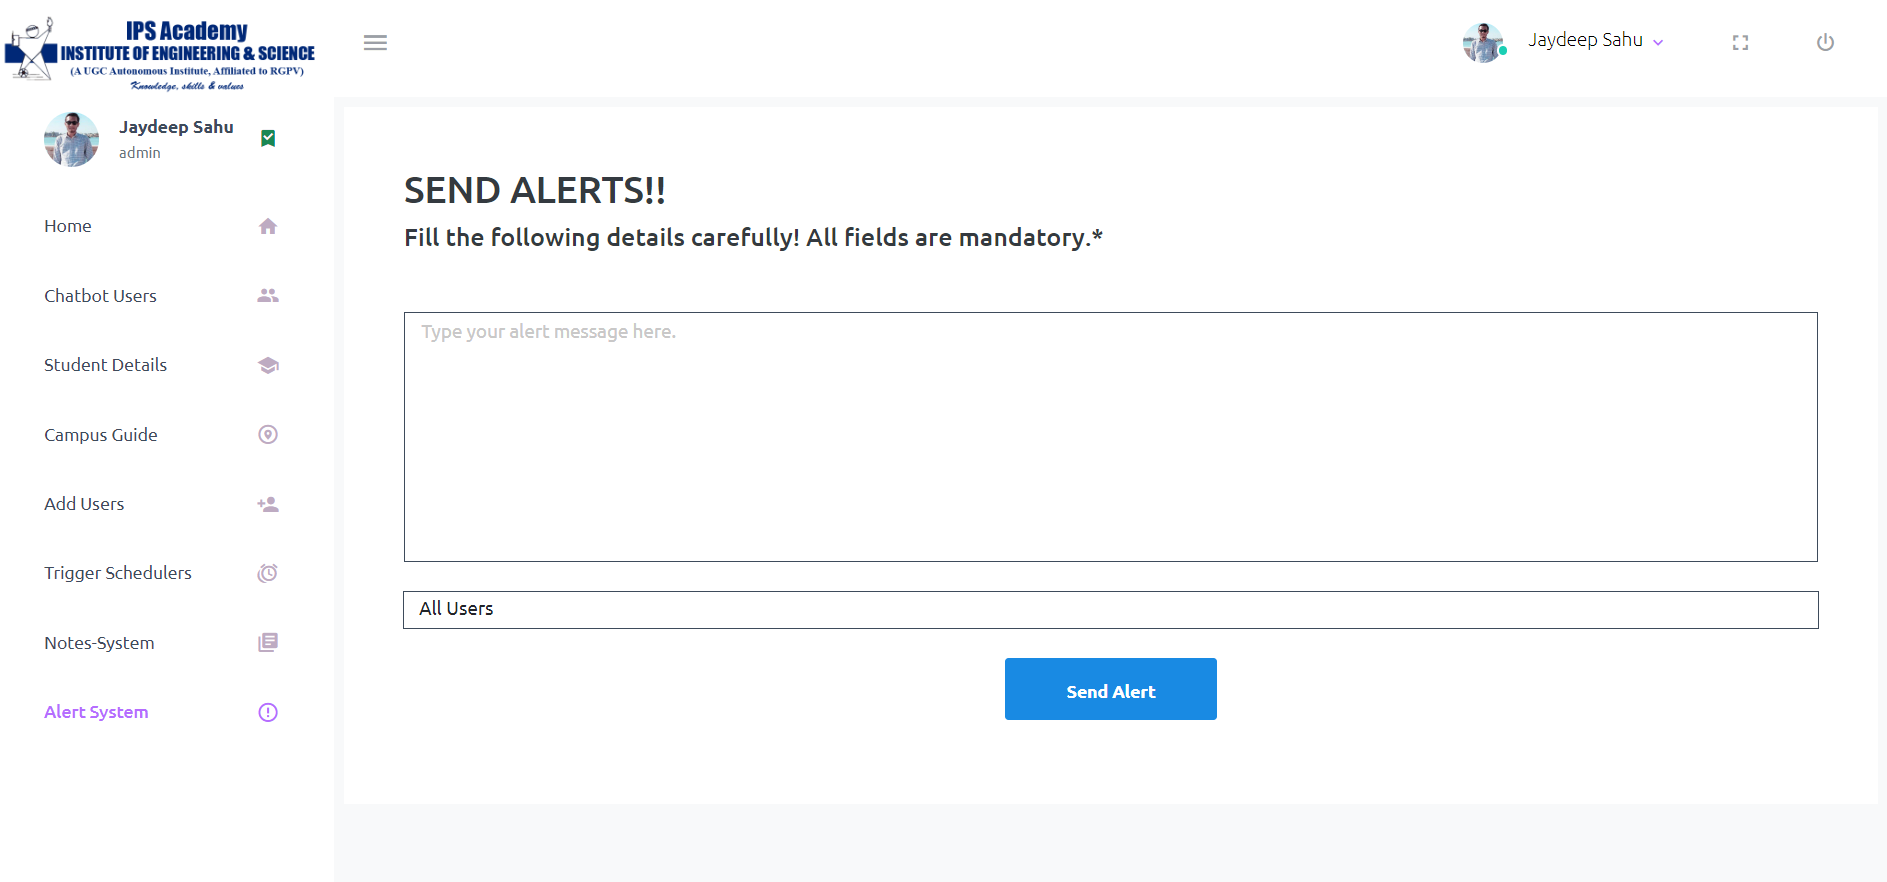 IPS Academy
INSTITUTE OF ENGINEERING & SCIENCE
(A UGC Autonomous Institute, Affiliated to RGPV)
Knowledge, skills & values
Jaydeep Sahu
Jaydeep Sahu
admin
Home
Chatbot Users
Student Details
Campus Guide
Add Users
Trigger Schedulers
Notes-System
Alert System
SEND ALERTS!!
Fill the following details carefully! All fields are mandatory.*
Type your alert message here.
All Users
Send Alert